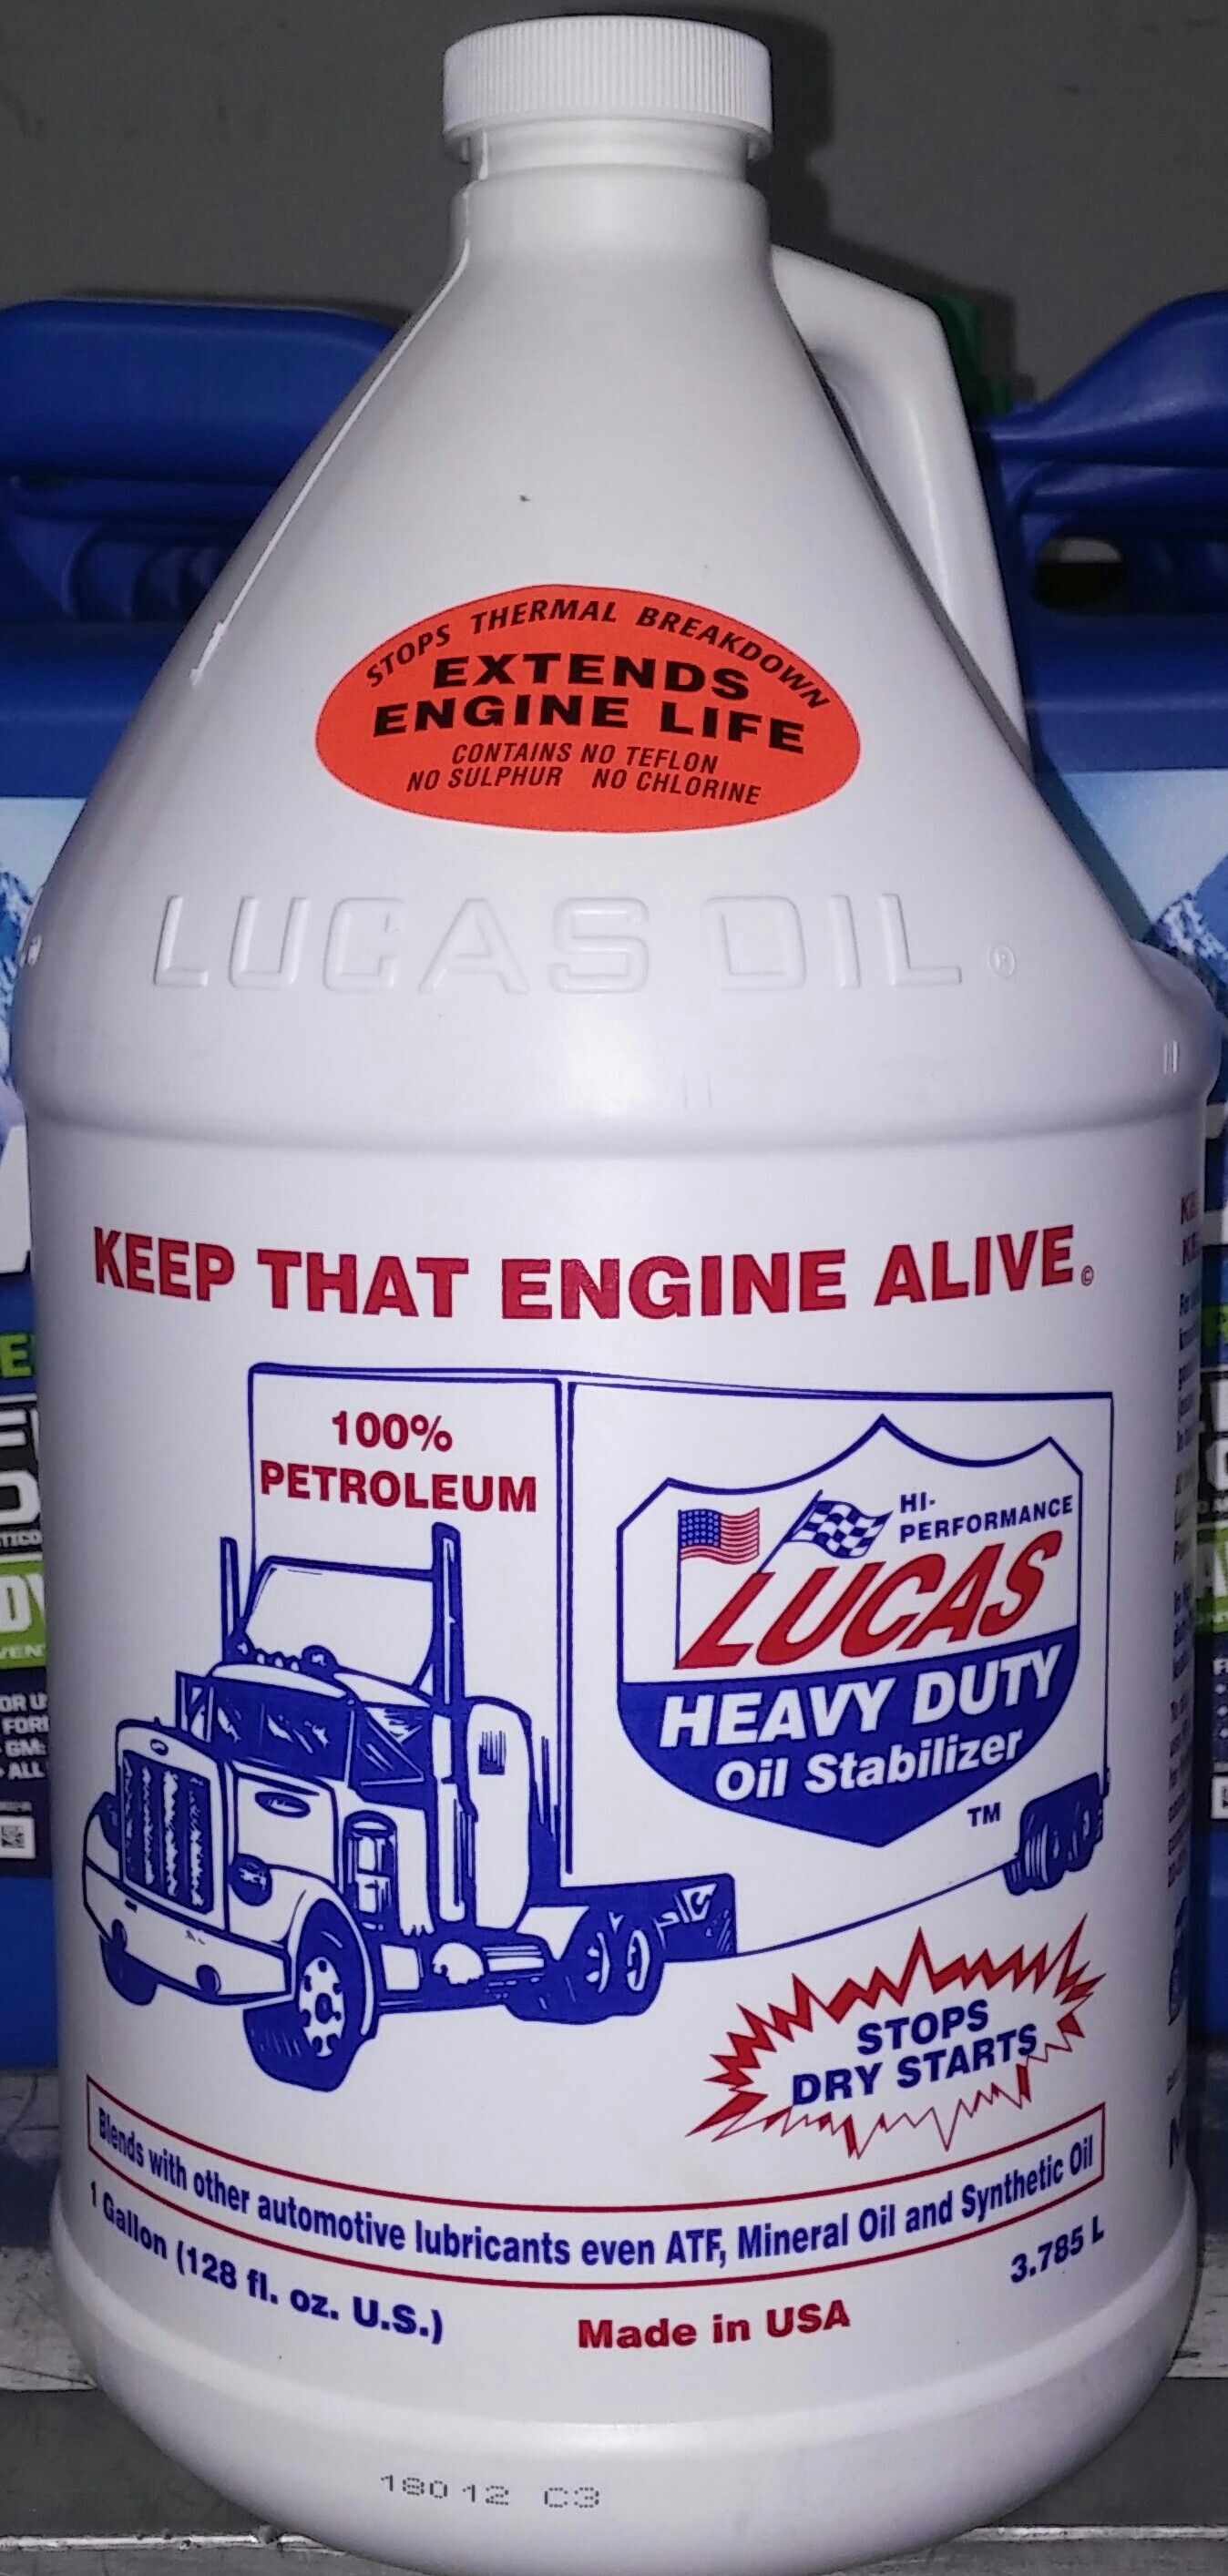 STOPS THERMAL BREAKDOWN
EXTENDS
ENGINE LIFE
CONTAINS NO TEFLON
NO SULPHUR NO CHLORINE
LUCAS OIL ®
KEEP THAT ENGINE ALIVE ©
100%
PETROLEUM
HI-
PERFORMANCE
LUCAS
HEAVY DUTY
Oil Stabilizer
TM
STOPS
DRY STARTS
Blends with other automotive lubricants even ATF, Mineral Oil and Synthetic Oil
1 Gallon (128 fl. oz. U.S.)
3.785 L
Made in USA
18012 C3